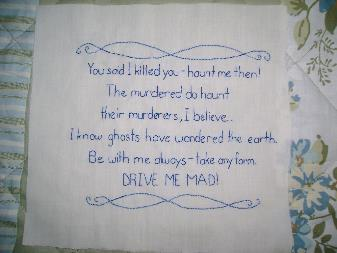 You said I killed you - haunt me then!
The murdered do haunt
their murderers, I believe..
I know ghosts have wandered the earth.
Be with me always - take any form.
DRIVE ME MAD!